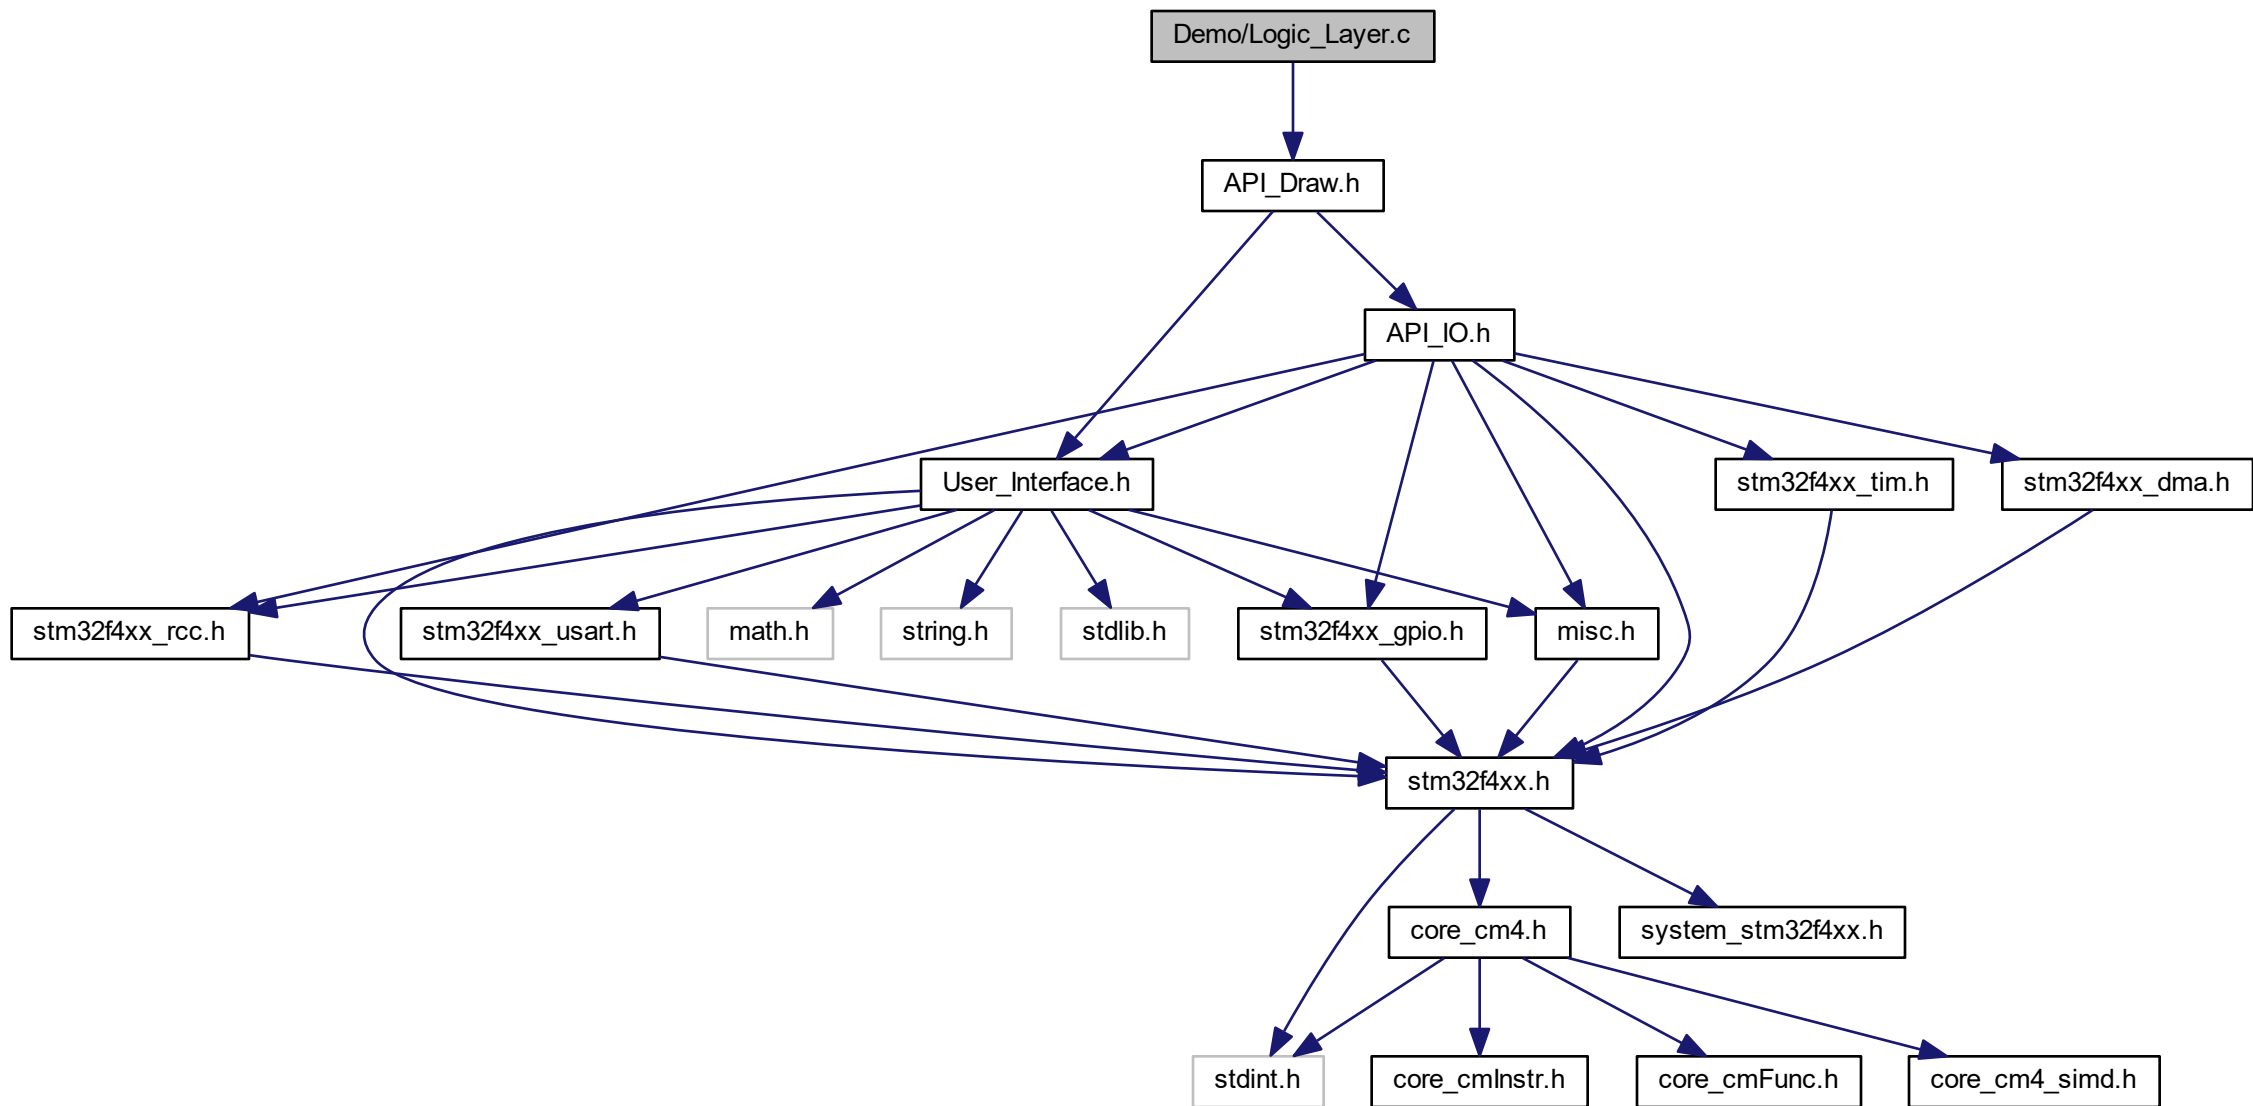 Demo/Logic_Layer.c
API_Draw.h
API_IO.h
User_Interface.h
stm32f4xx_tim.h
stm32f4xx_dma.h
stm32f4xx_rcc.h
stm32f4xx_usart.h
math.h
string.h
stdlib.h
stm32f4xx_gpio.h
misc.h
stm32f4xx.h
core_cm4.h
system_stm32f4xx.h
stdint.h
core_cmInstr.h
core_cmFunc.h
core_cm4_simd.h